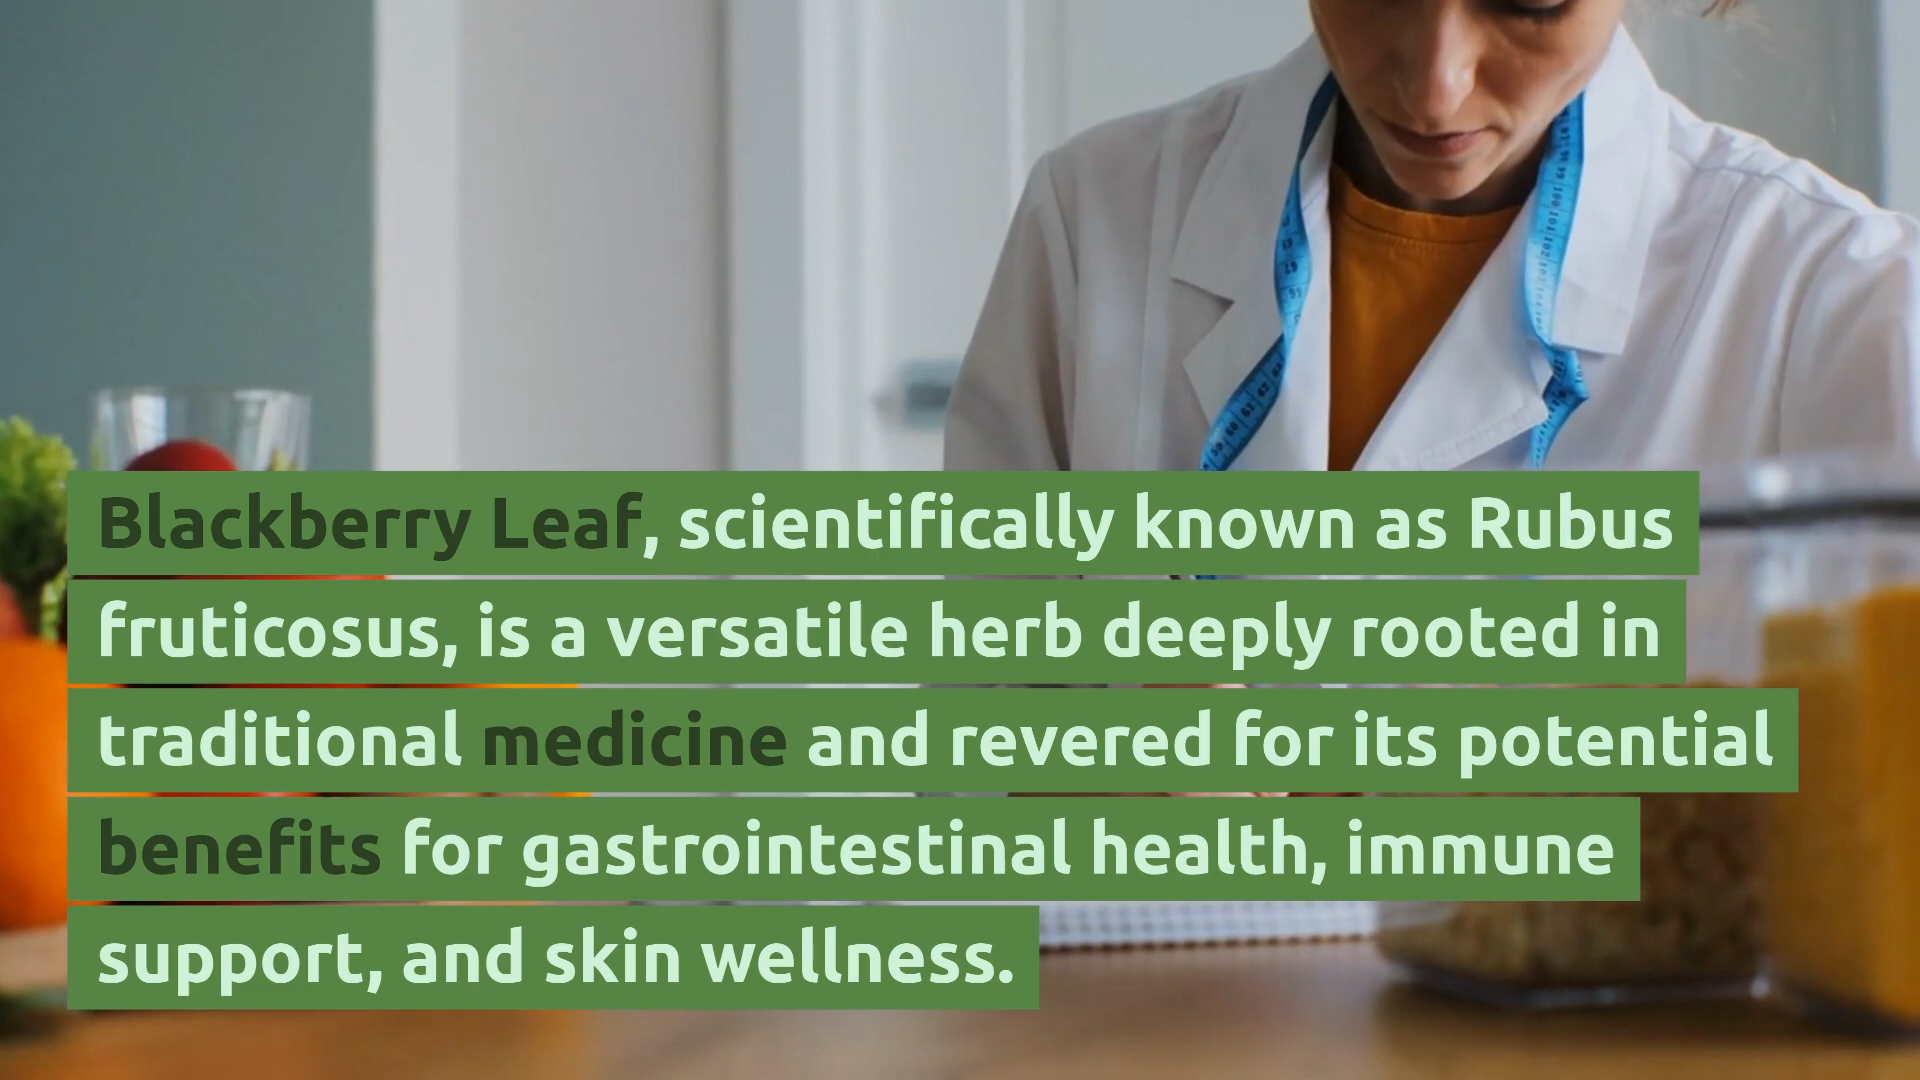 Blackberry Leaf, scientifically known as Rubus
fruticosus, is a versatile herb deeply rooted in
traditional medicine and revered for its potential
benefits for gastrointestinal health, immune
support, and skin wellness.